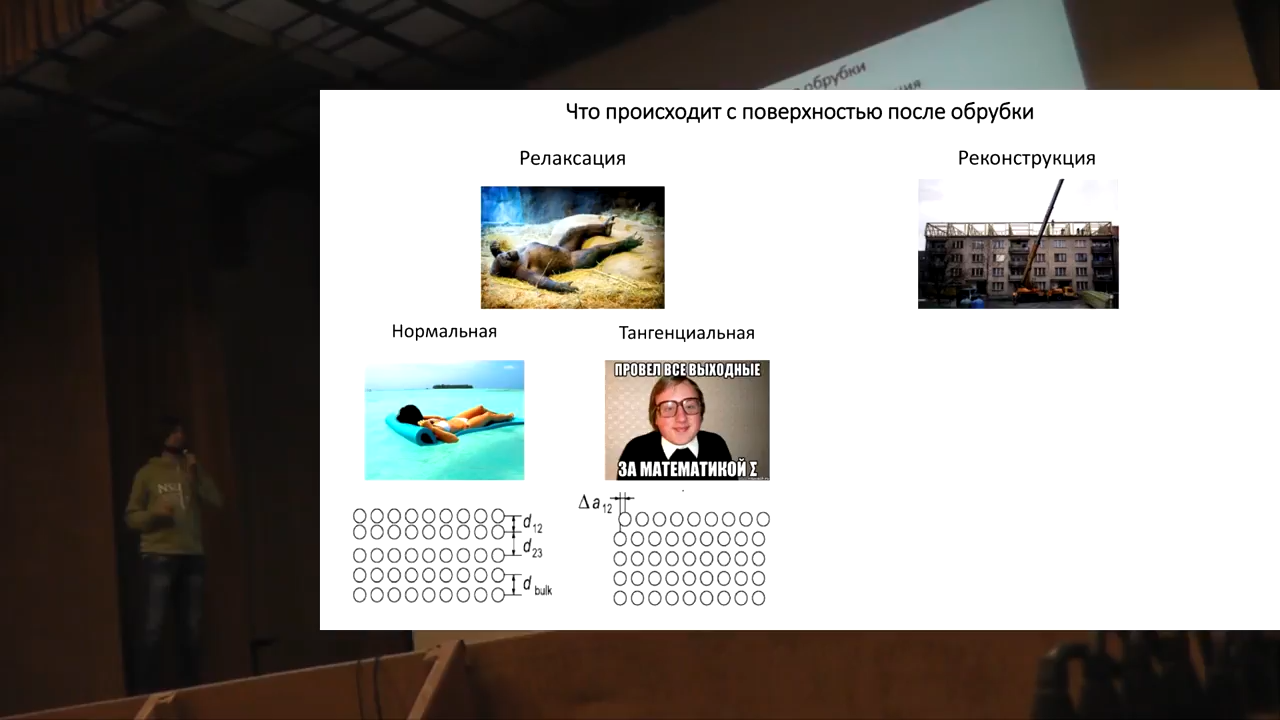 обрубки
Что происходит с поверхностью после обрубки
Релаксация
Реконструкция
Нормальная
Тангенциальная
ПРОВЕЛ ВСЕ ВЫХОДНЫЕ
ЗА МАТЕМАТИКОЙ Σ
Δa12
d12
d23
d bulk
NSU